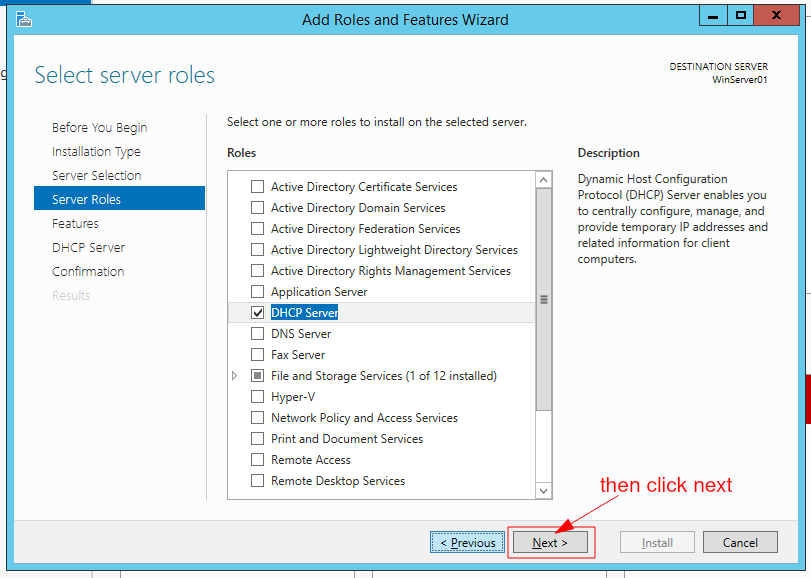 Add Roles and Features Wizard
Select server roles
DESTINATION SERVER
WinServer01
Before You Begin
Installation Type
Server Selection
Server Roles
Features
DHCP Server
Confirmation
Results
Select one or more roles to install on the selected server.
Roles
Active Directory Certificate Services
Active Directory Domain Services
Active Directory Federation Services
Active Directory Lightweight Directory Services
Active Directory Rights Management Services
Application Server
DHCP Server
DNS Server
Fax Server
File and Storage Services (1 of 12 installed)
Hyper-V
Network Policy and Access Services
Print and Document Services
Remote Access
Remote Desktop Services
Description
Dynamic Host Configuration
Protocol (DHCP) Server enables you
to centrally configure, manage, and
provide temporary IP addresses and
related information for client
computers.
then click next
< Previous
Next >
Install
Cancel